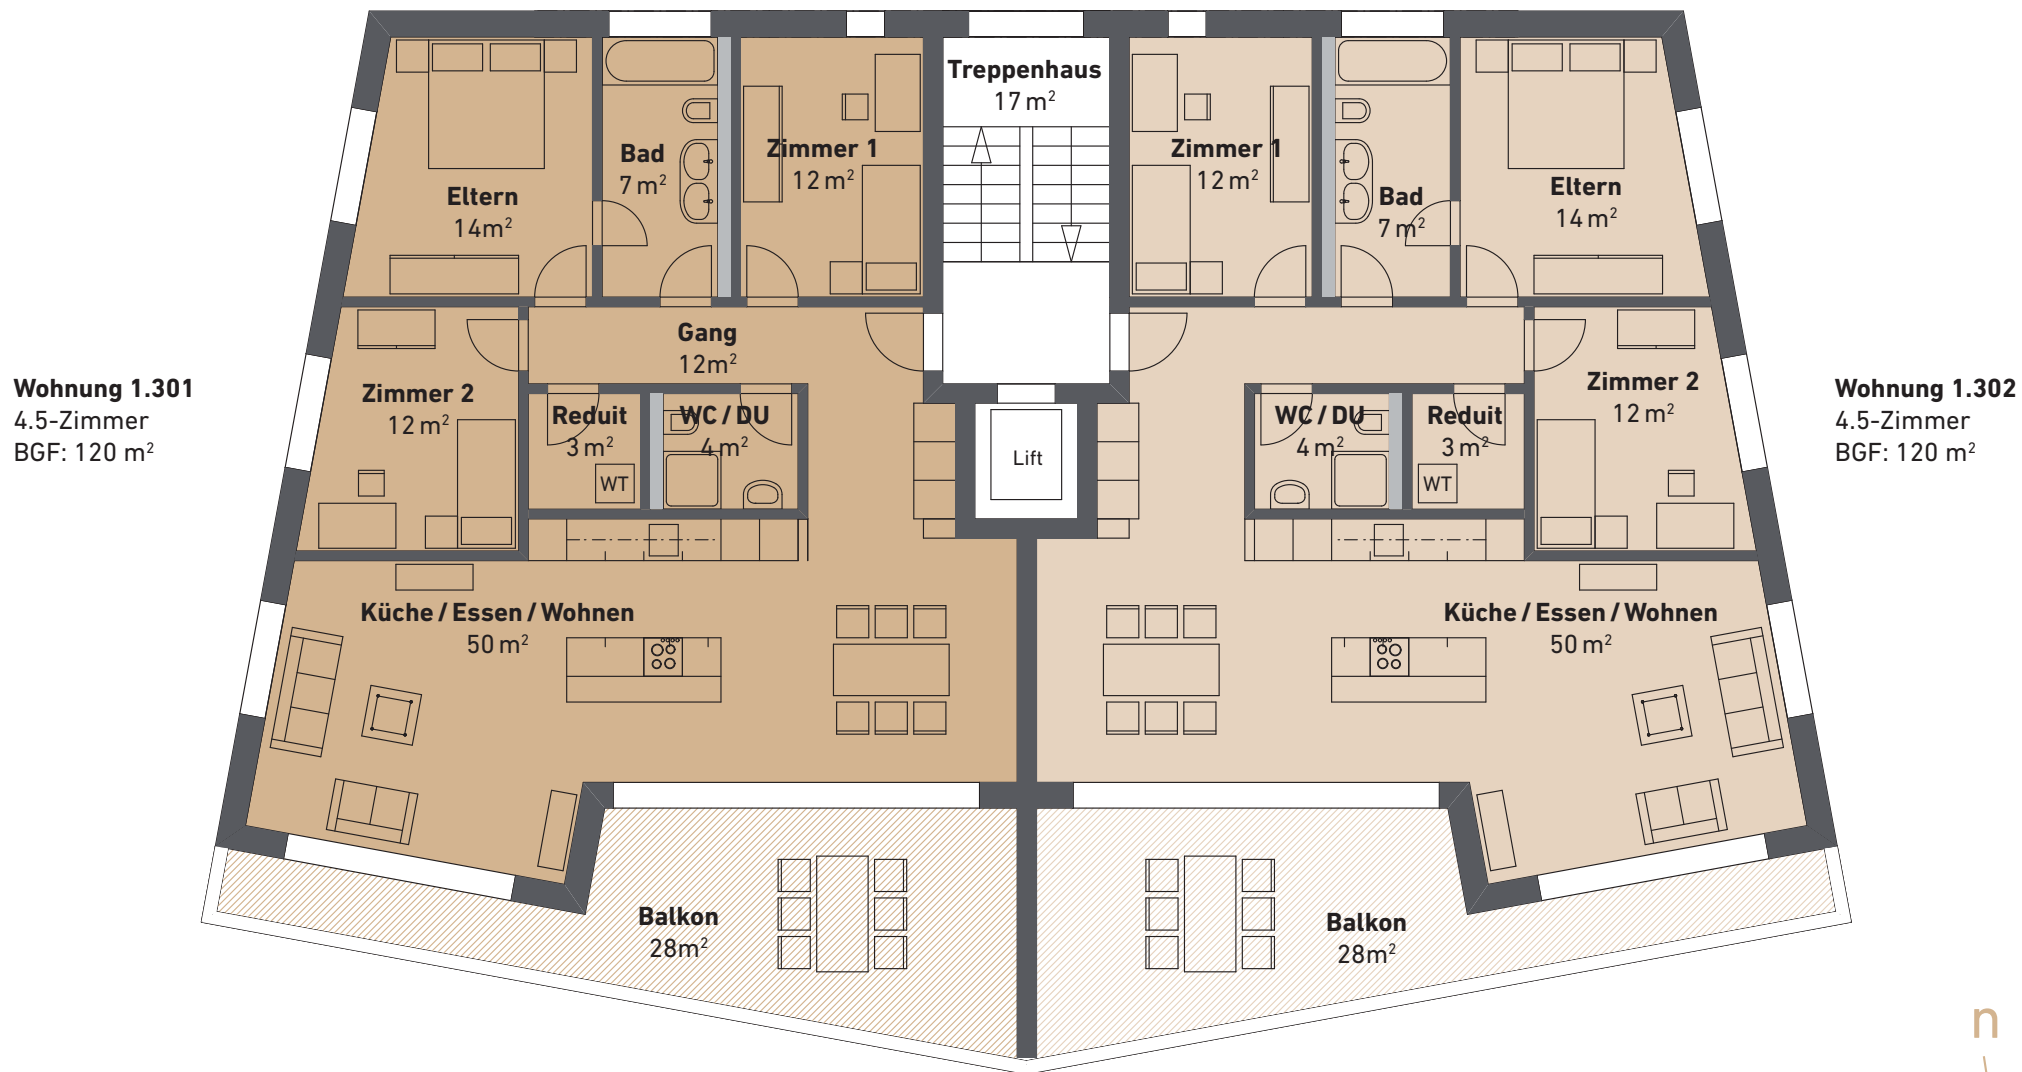 Treppenhaus
17 m²
Zimmer 1
12 m²
Zimmer 1
12 m²
Bad
7 m²
Bad
7 m²
Eltern
14m²
Eltern
14 m²
Gang
12m²
Wohnung 1.301
4.5-Zimmer
BGF: 120 m²
Zimmer 2
12 m²
Reduit
3 m²
WT
WC / DU
4 m²
Lift
WC / DU
4 m²
Reduit
3 m²
WT
Zimmer 2
12 m²
Wohnung 1.302
4.5-Zimmer
BGF: 120 m²
Küche / Essen / Wohnen
50 m²
Küche / Essen / Wohnen
50 m²
Balkon
28m²
Balkon
28m²
n